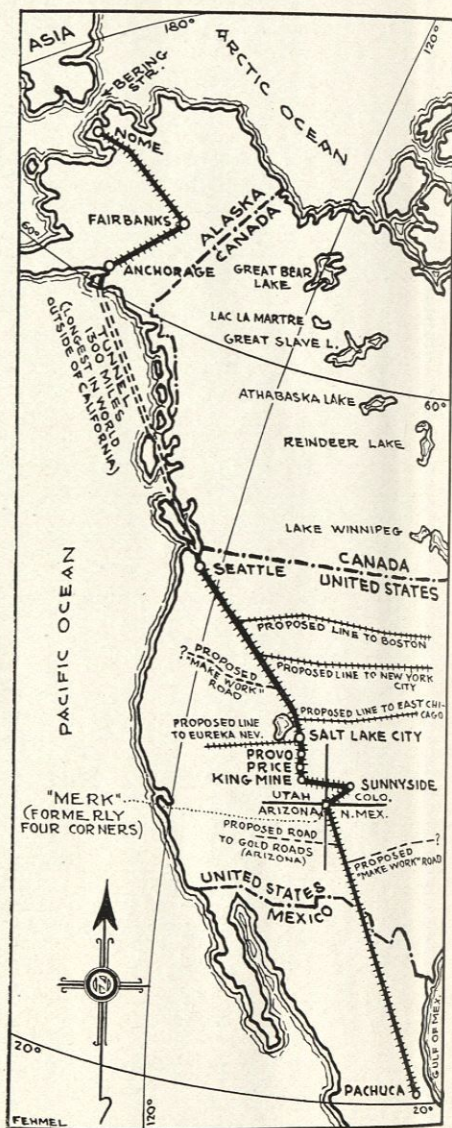 180°
120°
ASIA
ARCTIC OCEAN
BERING
STR.
NOME
FAIRBANKS
ALASKA
CANADA
60°
ANCHORAGE
GREAT BEAR
LAKE
LAC LA MARTRE
GREAT SLAVE L.
TUNNEL
1300 MILES
(LONGEST IN WORLD
OUTSIDE OF CALIFORNIA)
ATHABASKA LAKE
60°
REINDEER LAKE
LAKE WINNIPEG
CANADA
UNITED STATES
SEATTLE
PACIFIC OCEAN
PROPOSED LINE TO BOSTON
?
PROPOSED
"MAKE WORK"
ROAD
PROPOSED LINE TO NEW YORK
CITY
PROPOSED LINE TO EAST CHI-
CAGO
PROPOSED LINE
TO EUREKA NEV.
SALT LAKE CITY
PROVO
PRICE
KING MINE
SUNNYSIDE
UTAH
COLO.
ARIZONA
N. MEX.
"MERK"
(FORMERLY
FOUR CORNERS)
PROPOSED ROAD
TO GOLD ROADS
(ARIZONA)
?
PROPOSED
"MAKE WORK" ROAD
UNITED STATES
MEXICO
GULF OF MEX.
20°
PACHUCA
20°
120°
FEHMEL